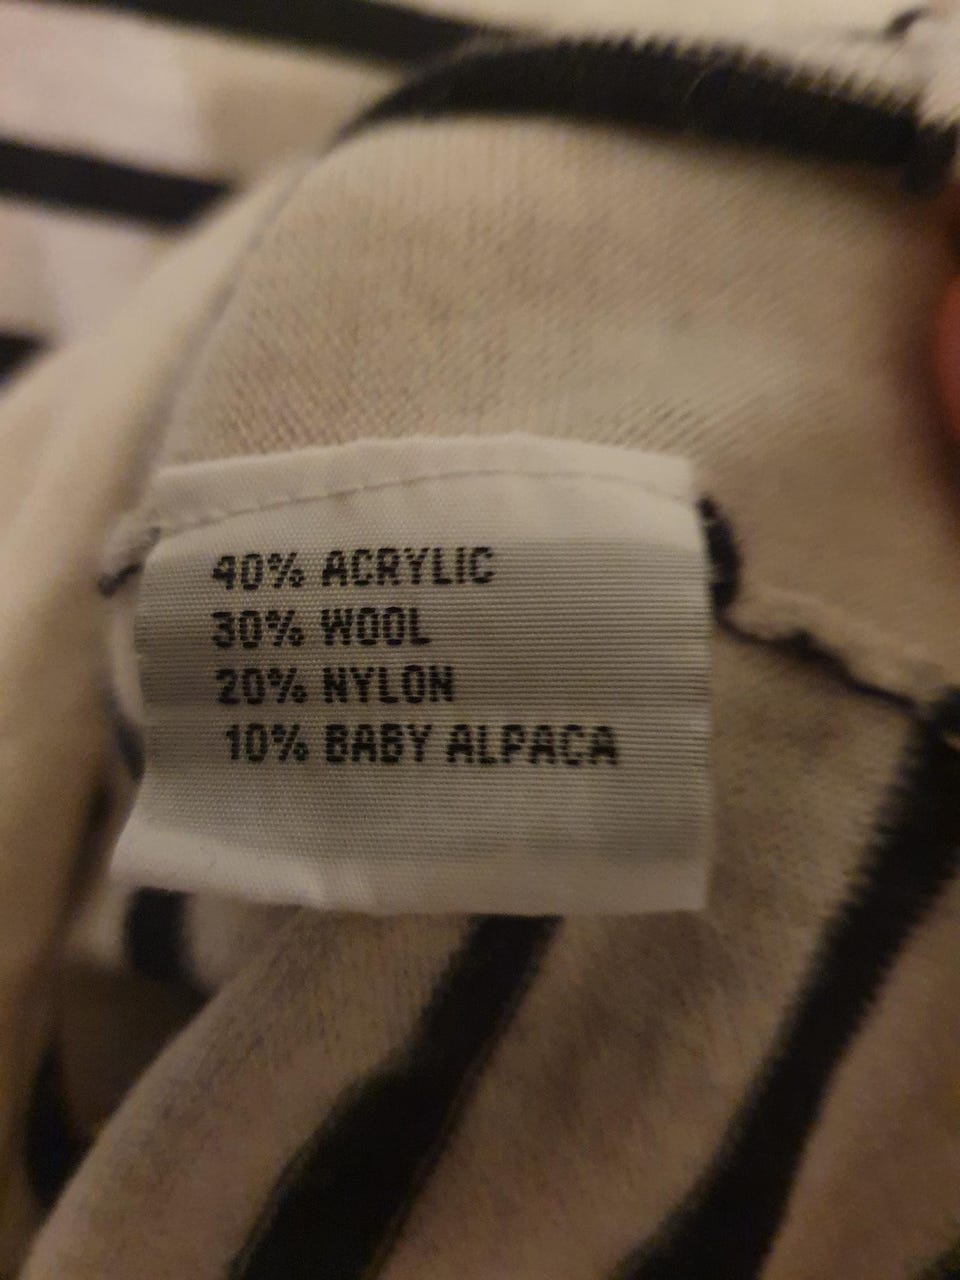 40% ACRYLIC
30% WOOL
20% NYLON
10% BABY ALPACA